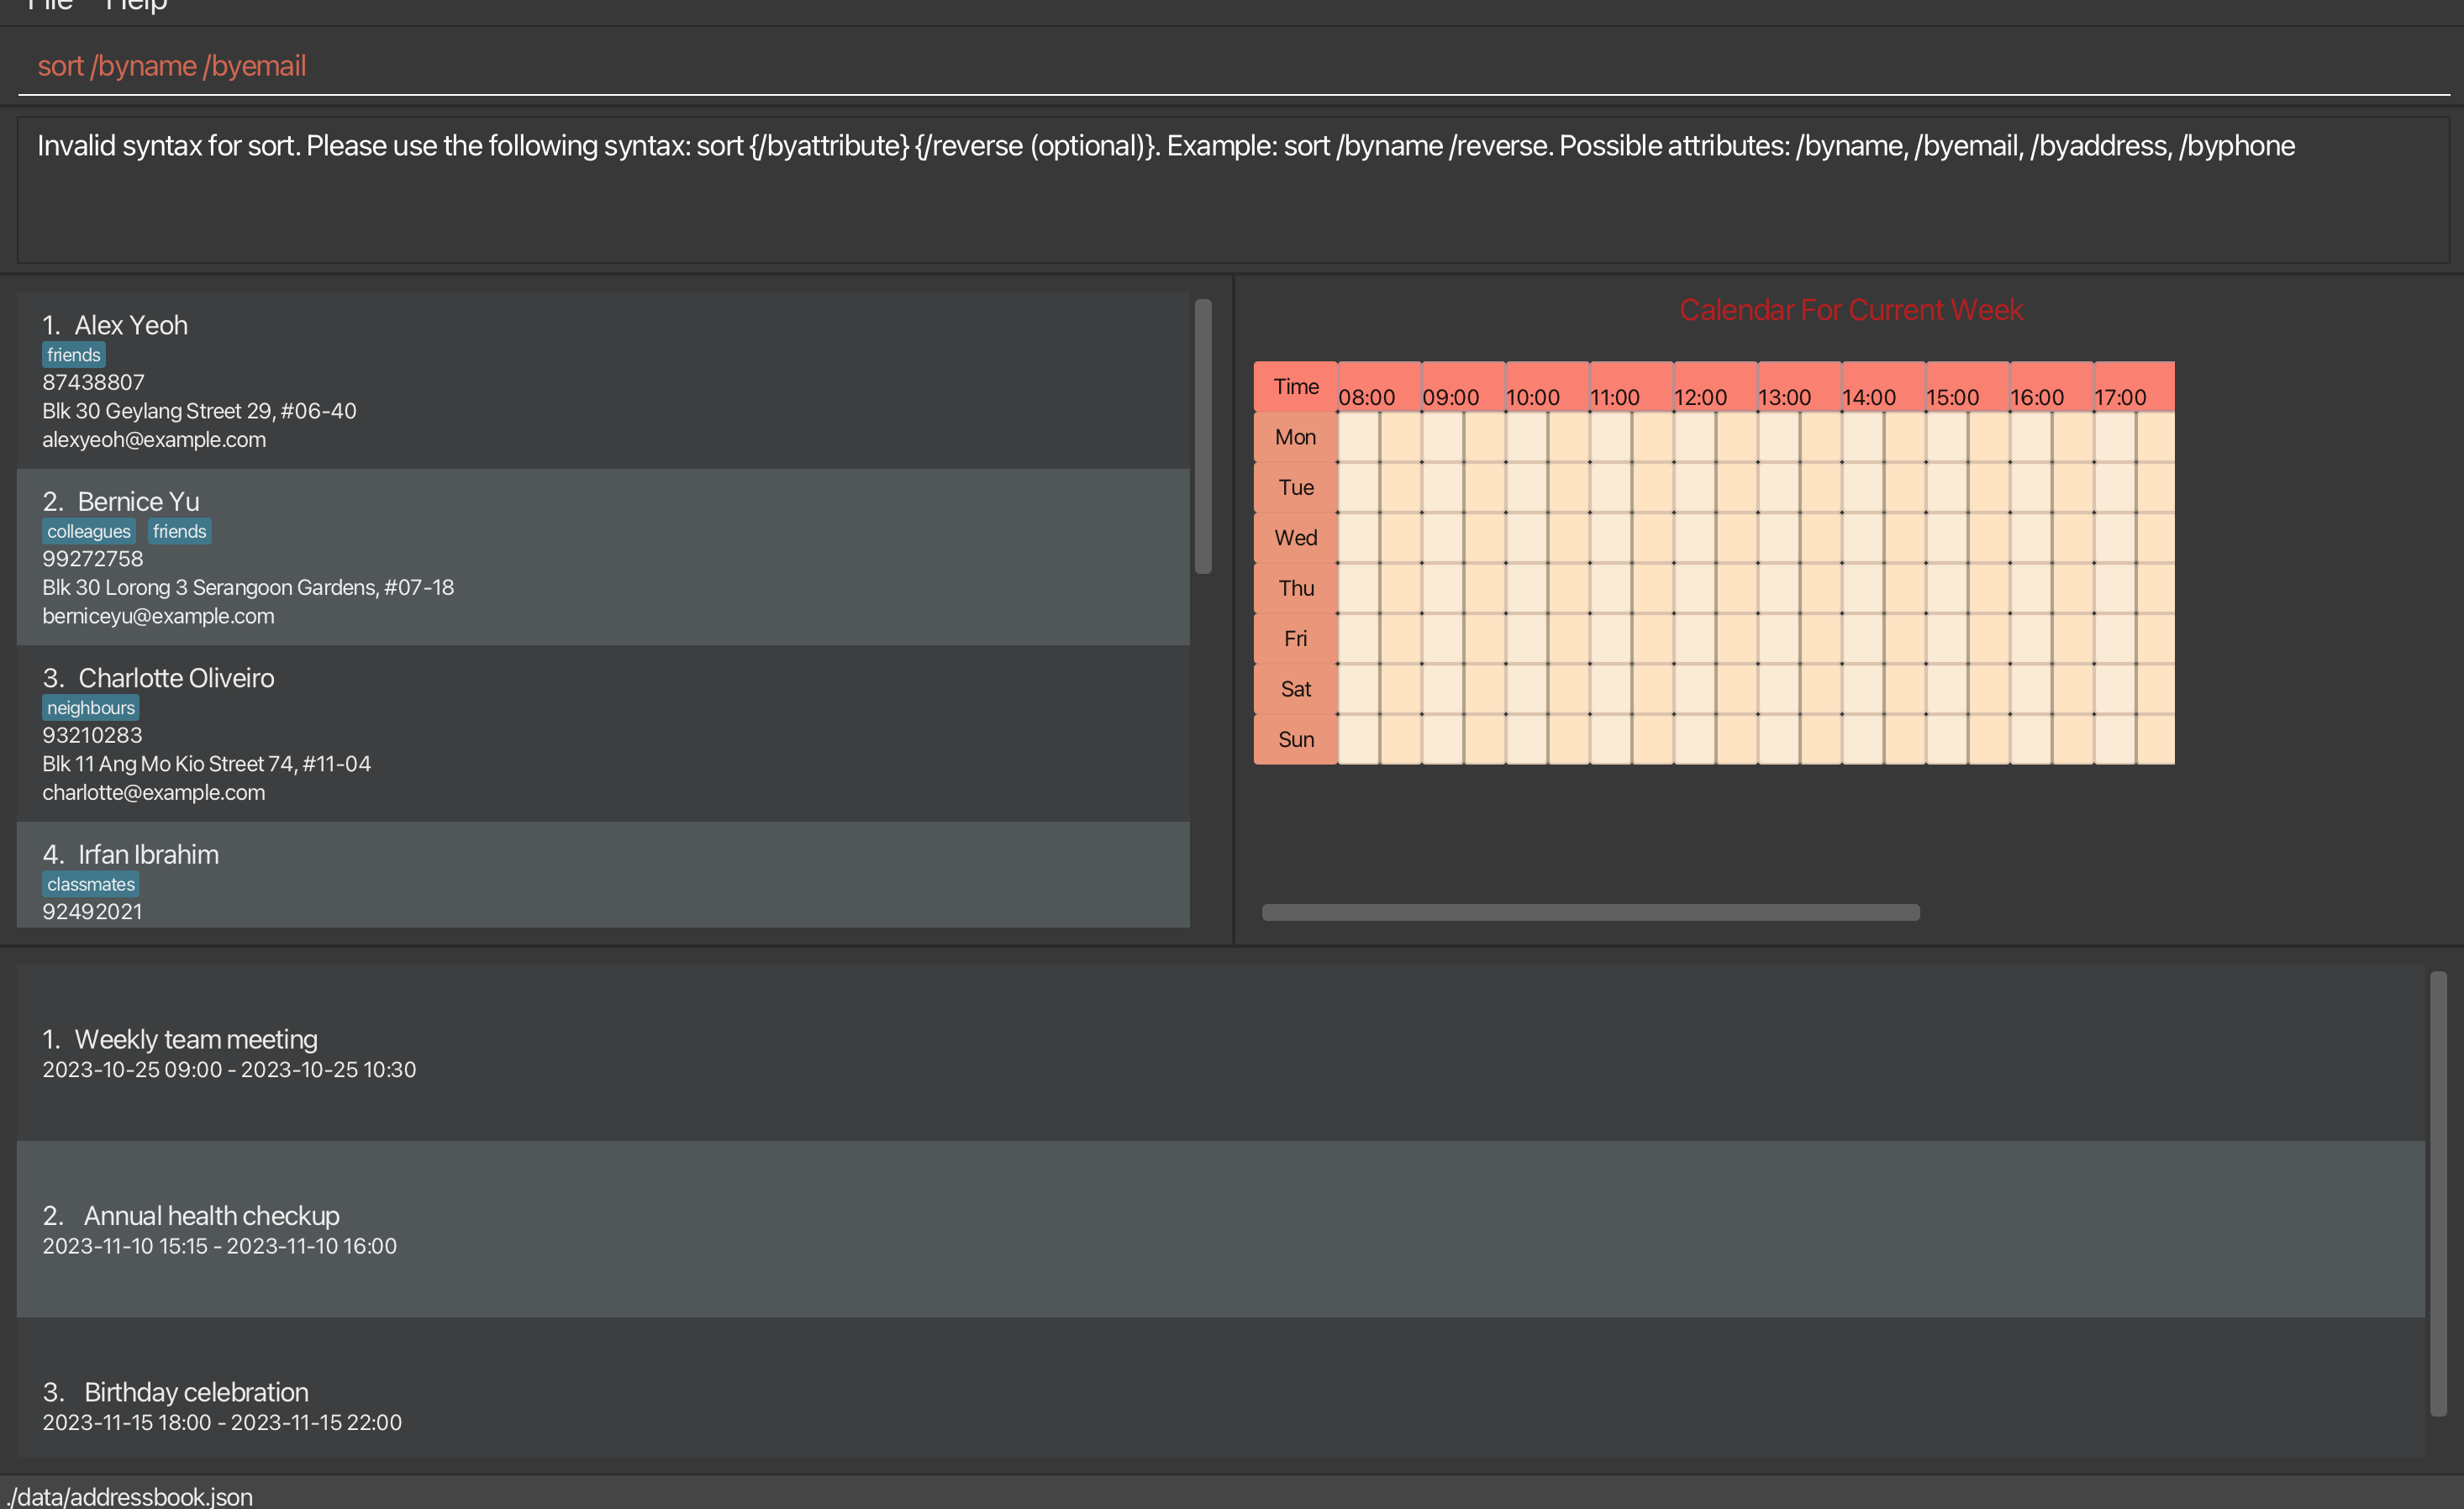 File Help
sort /byname /byemail
Invalid syntax for sort. Please use the following syntax: sort {/byattribute} {/reverse (optional)}. Example: sort /byname /reverse. Possible attributes: /byname, /byemail, /byaddress, /byphone
1. Alex Yeoh
friends
87438807
Blk 30 Geylang Street 29, #06-40
alexyeoh@example.com
2. Bernice Yu
colleagues friends
99272758
Blk 30 Lorong 3 Serangoon Gardens, #07-18
berniceyu@example.com
3. Charlotte Oliveiro
neighbours
93210283
Blk 11 Ang Mo Kio Street 74, #11-04
charlotte@example.com
4. Irfan Ibrahim
classmates
92492021
Calendar For Current Week
Time 08:00 09:00 10:00 11:00 12:00 13:00 14:00 15:00 16:00 17:00
Mon
Tue
Wed
Thu
Fri
Sat
Sun
1. Weekly team meeting
2023-10-25 09:00 - 2023-10-25 10:30
2. Annual health checkup
2023-11-10 15:15 - 2023-11-10 16:00
3. Birthday celebration
2023-11-15 18:00 - 2023-11-15 22:00
./data/addressbook.json